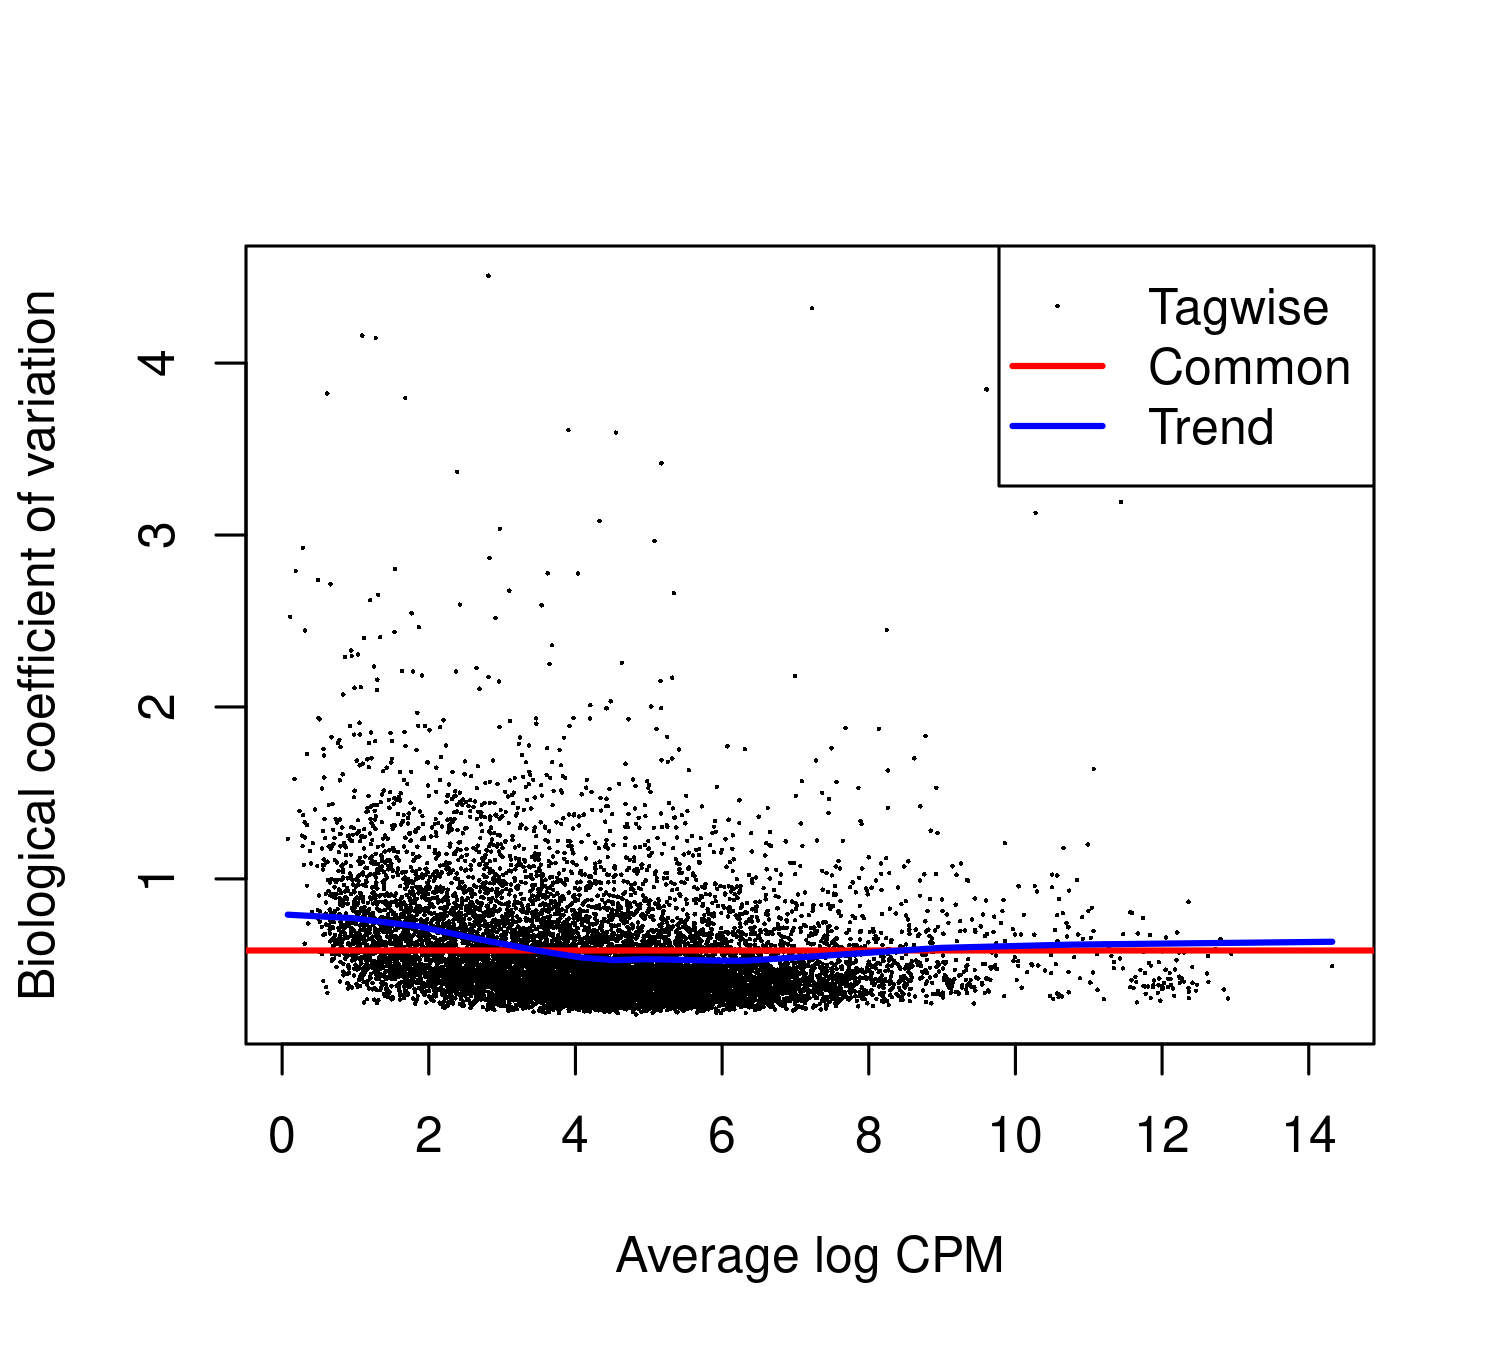 Tagwise
Common
Trend
Biological coefficient of variation
4
3
2
1
0 2 4 6 8 10 12 14
Average log CPM